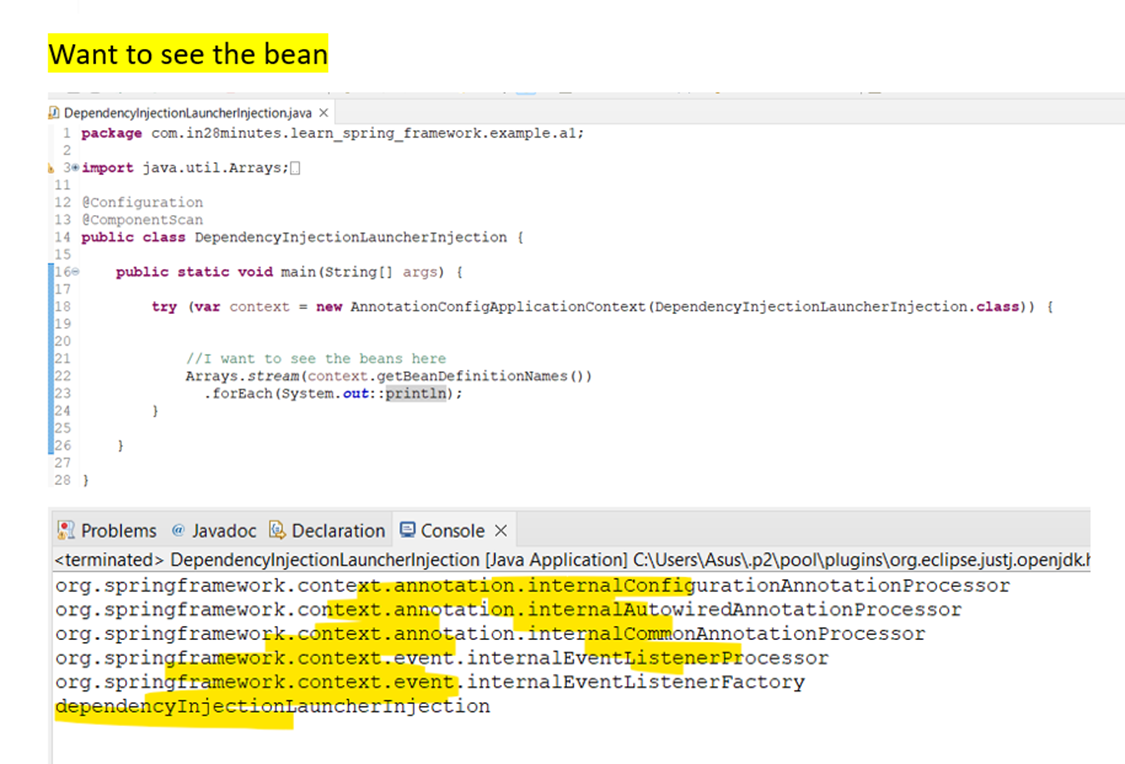 Want to see the bean
DependencyInjectionLauncherInjection.java
1 package com.in28minutes.learn_spring_framework.example.a1;
2
3 import java.util.Arrays;
11
12 @Configuration
13 @ComponentScan
14 public class DependencyInjectionLauncherInjection {
15
16 public static void main(String[] args) {
17
18 try (var context = new AnnotationConfigApplicationContext(DependencyInjectionLauncherInjection.class)) {
19
20
21 //I want to see the beans here
22 Arrays.stream(context.getBeanDefinitionNames())
23 .forEach(System.out::println);
24 }
25
26 }
27
28 }
Problems @ Javadoc Declaration Console
<terminated> DependencyInjectionLauncherInjection [Java Application] C:\Users\Asus\.p2\pool\plugins\org.eclipse.justj.openjdk.h
org.springframework.context.annotation.internalConfigurationAnnotationProcessor
org.springframework.context.annotation.internalAutowiredAnnotationProcessor
org.springframework.context.annotation.internalCommonAnnotationProcessor
org.springframework.context.event.internalEventListenerProcessor
org.springframework.context.event.internalEventListenerFactory
dependencyInjectionLauncherInjection